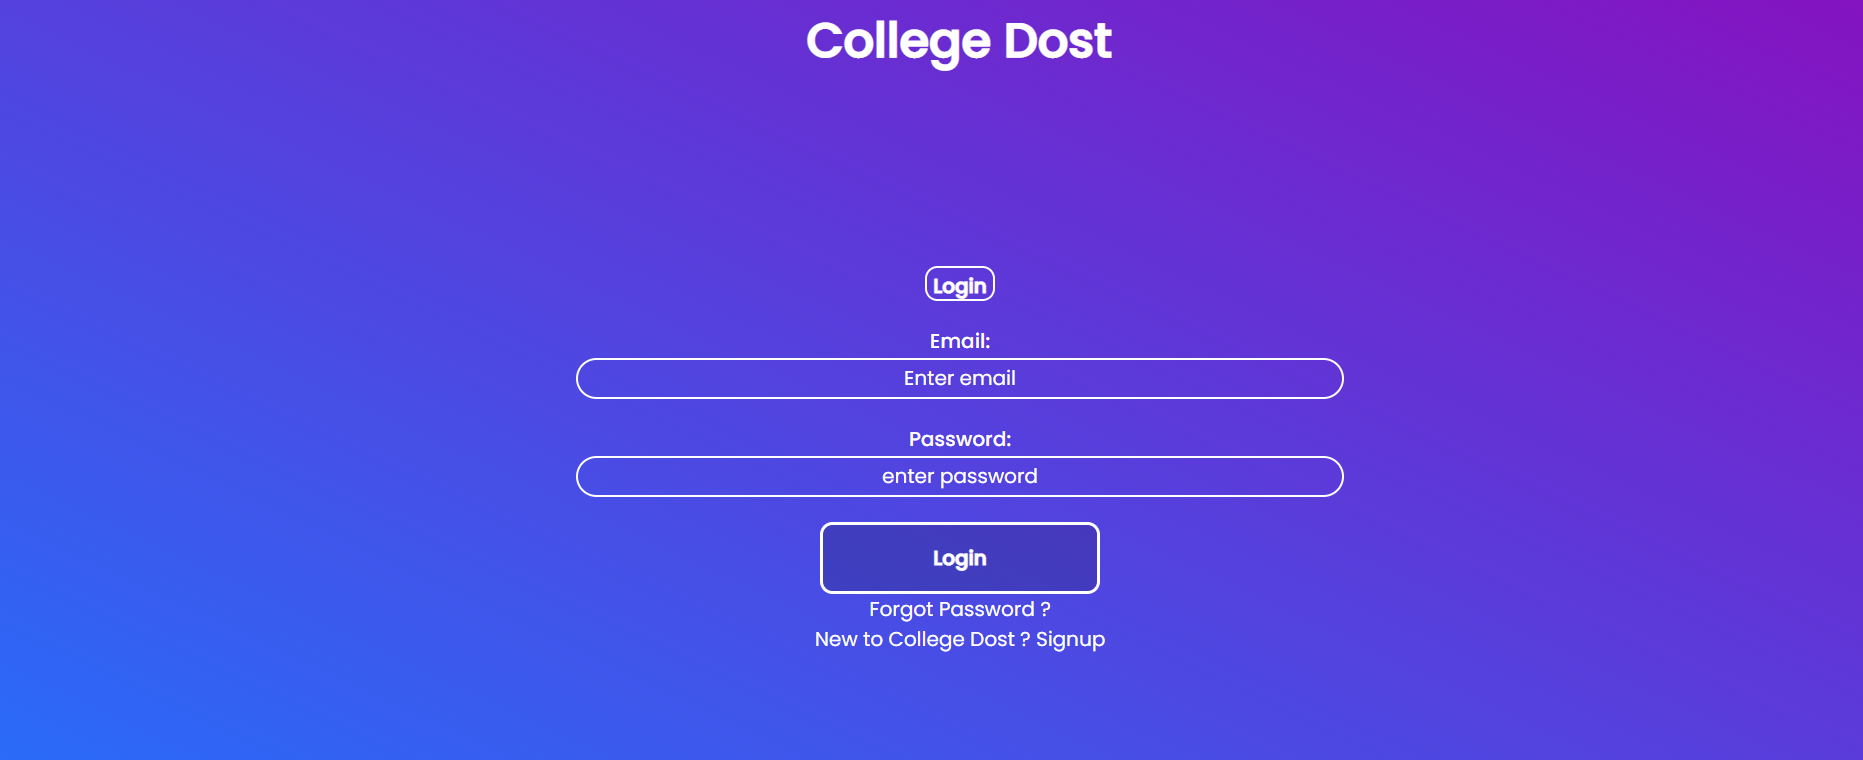 College Dost
Login
Email:
Enter email
Password:
enter password
Login
Forgot Password ?
New to College Dost ? Signup